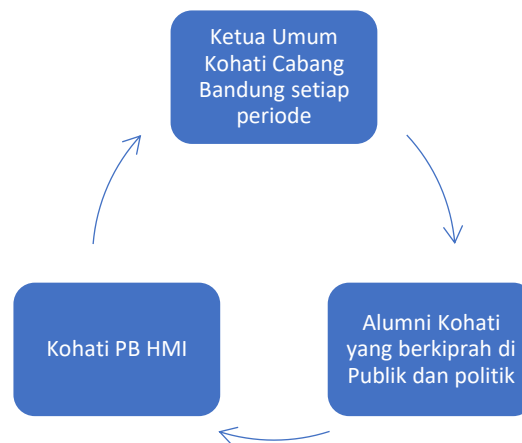 Ketua Umum
Kohati Cabang
Bandung setiap
periode
Kohati PB HMI
Alumni Kohati
yang berkiprah di
Publik dan politik